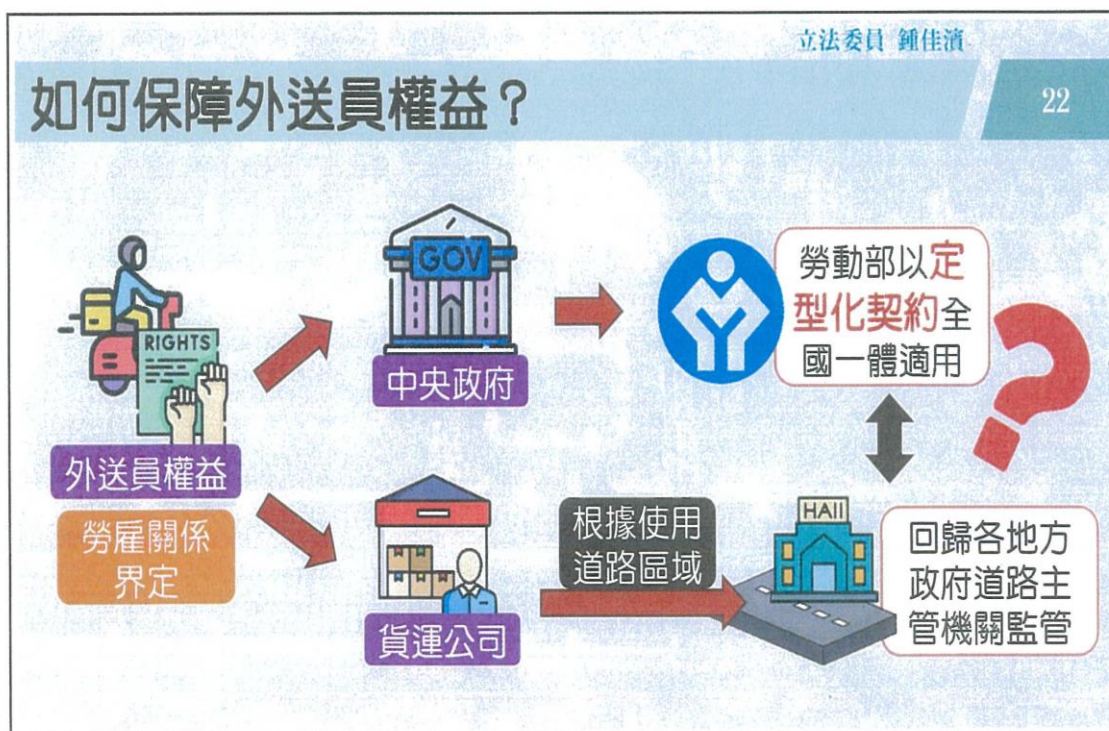 立法委員 鍾佳濱
如何保障外送員權益？
22
RIGHTS
外送員權益
勞雇關係
界定
GOV
中央政府
勞動部以定
型化契約全
國一體適用
貨運公司
根據使用
道路區域
HAll
回歸各地方
政府道路主
管機關監管